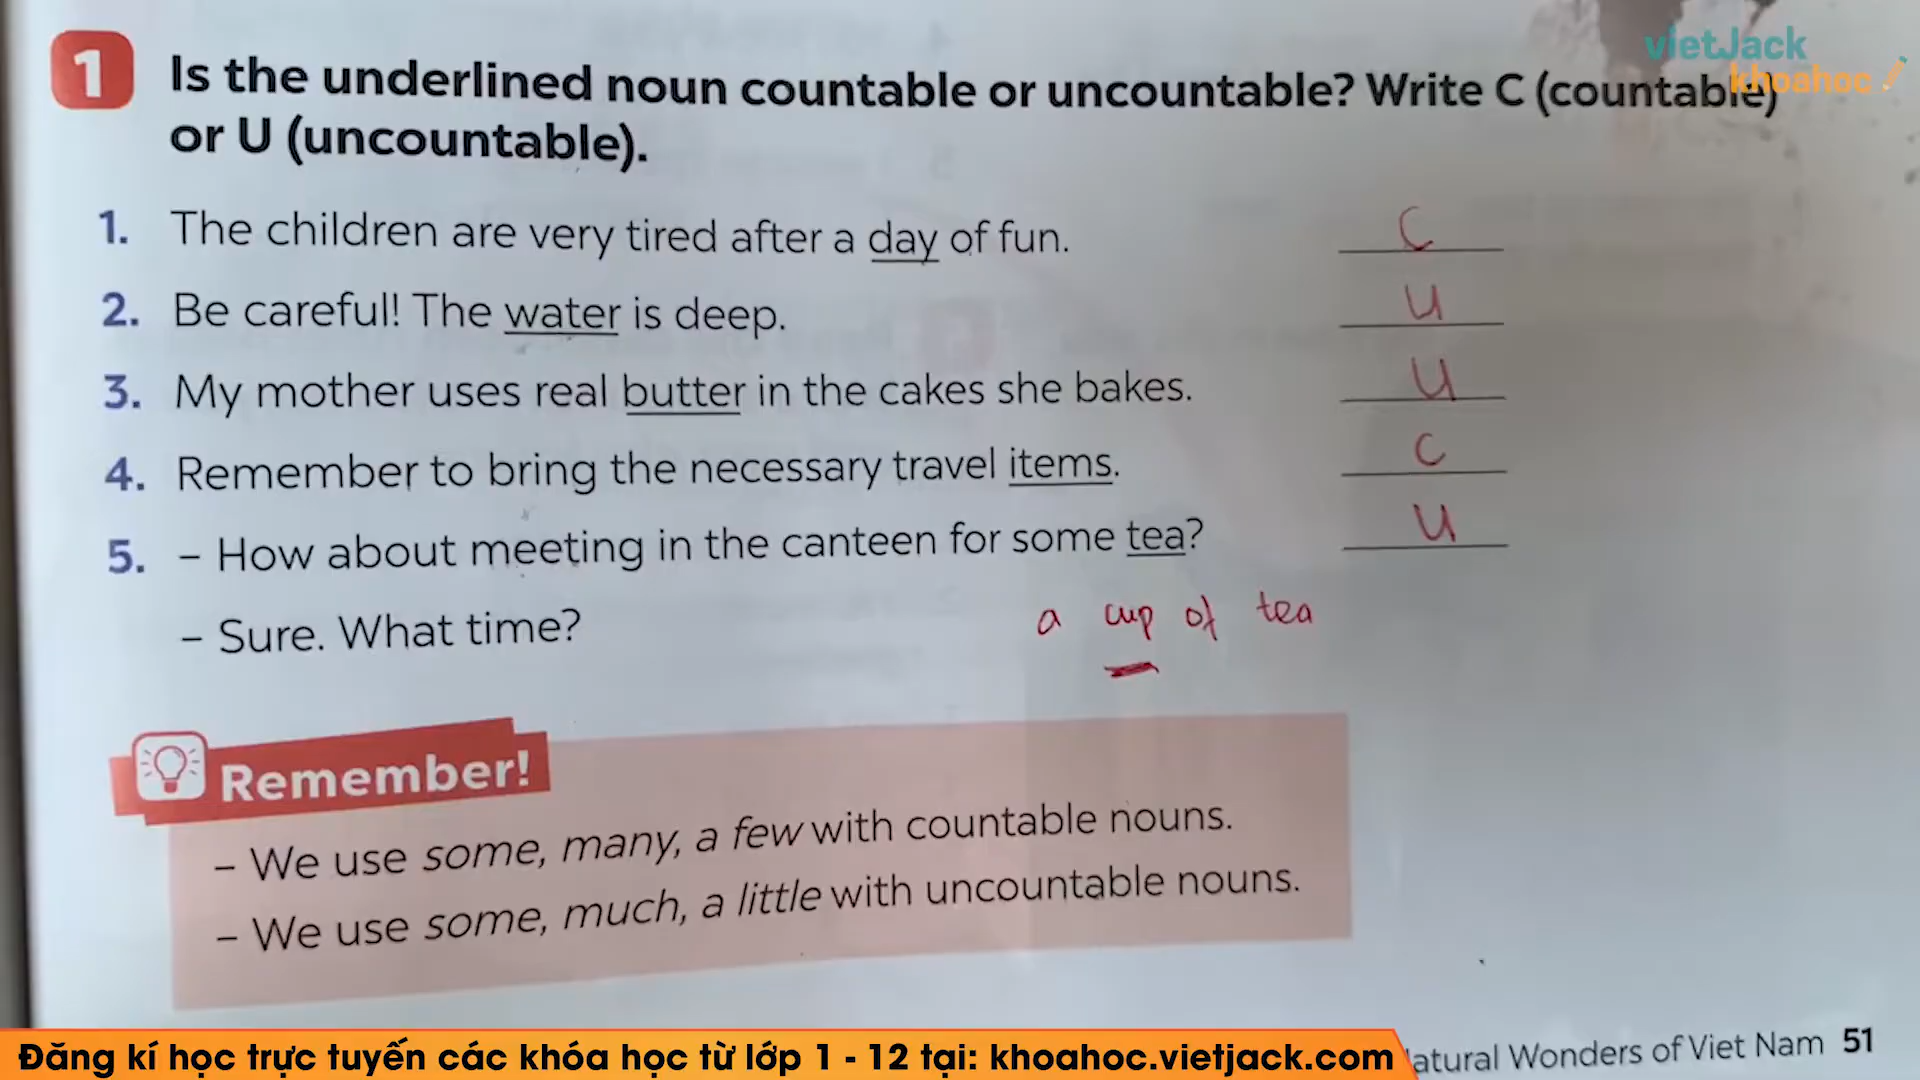 vietJack
khoahoc
1 Is the underlined noun countable or uncountable? Write C (countable)
or U (uncountable).
1. The children are very tired after a day of fun. C
2. Be careful! The water is deep. U
3. My mother uses real butter in the cakes she bakes. U
4. Remember to bring the necessary travel items. C
5. – How about meeting in the canteen for some tea? U
– Sure. What time?
a cup of tea
Remember!
– We use some, many, a few with countable nouns.
– We use some, much, a little with uncountable nouns.
Đăng kí học trực tuyến các khóa học từ lớp 1 - 12 tại: khoahoc.vietjack.com
atural Wonders of Viet Nam 51